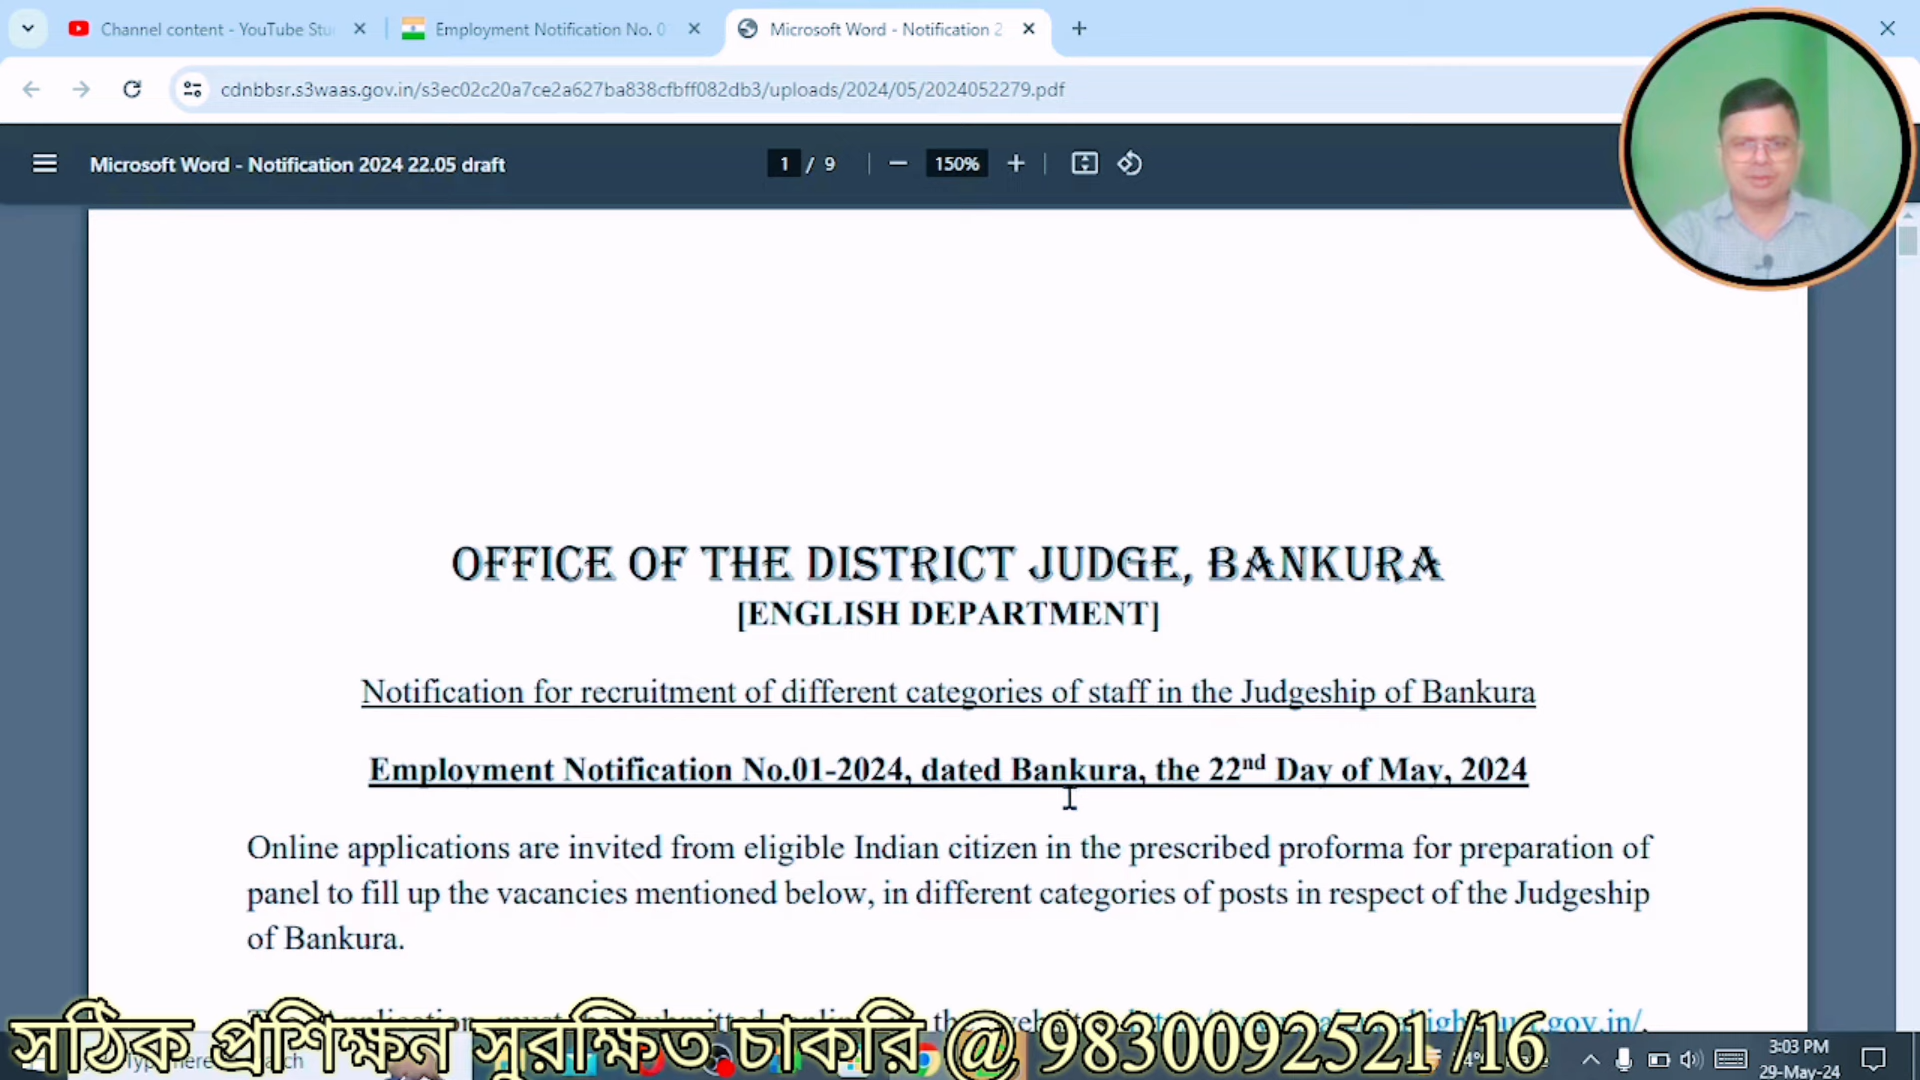 Channel content - YouTube Stu
Employment Notification No. 0
Microsoft Word - Notification 2
cdnbbsr.s3waas.gov.in/s3ec02c20a7ce2a627ba838cfbff082db3/uploads/2024/05/2024052279.pdf
Microsoft Word - Notification 2024 22.05 draft
1 / 9
150%
OFFICE OF THE DISTRICT JUDGE, BANKURA
[ENGLISH DEPARTMENT]
Notification for recruitment of different categories of staff in the Judgeship of Bankura
Employment Notification No.01-2024, dated Bankura, the 22nd Day of May, 2024
Online applications are invited from eligible Indian citizen in the prescribed proforma for preparation of
panel to fill up the vacancies mentioned below, in different categories of posts in respect of the Judgeship
of Bankura.
the
gov.in/.
সঠিক প্রশিক্ষন সুরক্ষিত চাকরি @ 9830092521 /16
3:03 PM
29-May-24